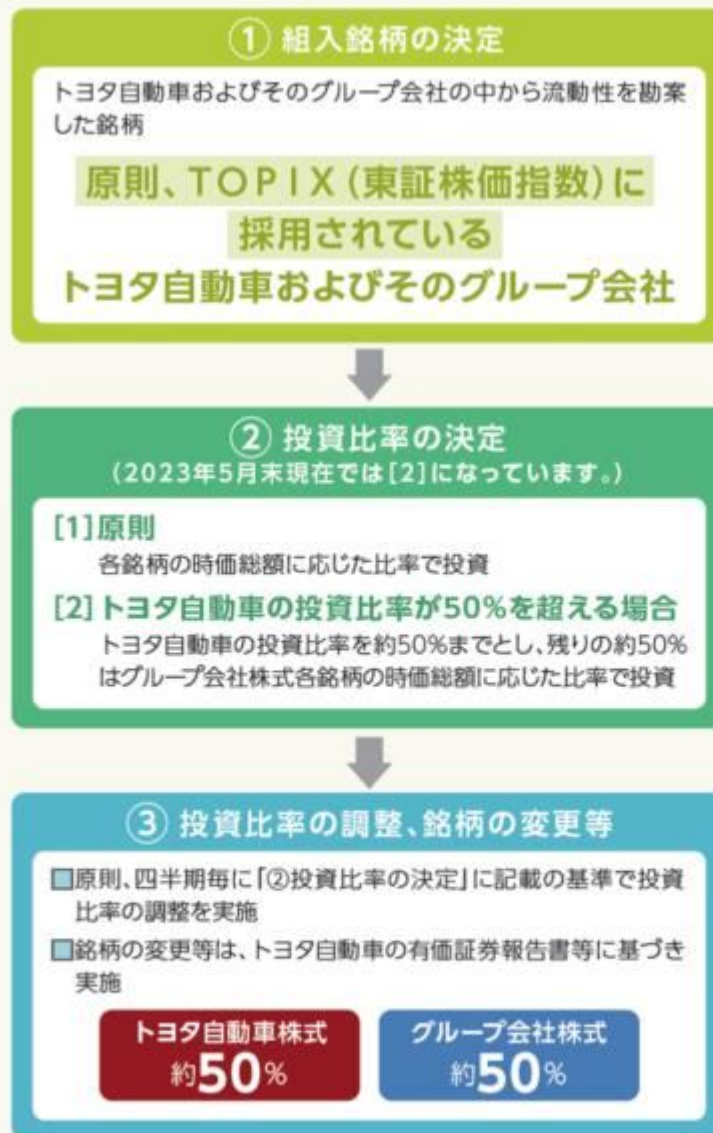 ① 組入銘柄の決定
トヨタ自動車およびそのグループ会社の中から流動性を勘案
した銘柄
原則、TOPIX(東証株価指数)に
採用されている
トヨタ自動車およびそのグループ会社
② 投資比率の決定
(2023年5月末現在では[2]になっています。)
[1]原則
各銘柄の時価総額に応じた比率で投資
[2]トヨタ自動車の投資比率が50%を超える場合
トヨタ自動車の投資比率を約50%までとし、残りの約50%
はグループ会社株式各銘柄の時価総額に応じた比率で投資
③ 投資比率の調整、銘柄の変更等
原則、四半期毎に「②投資比率の決定」に記載の基準で投資
比率の調整を実施
銘柄の変更等は、トヨタ自動車の有価証券報告書等に基づき
実施
トヨタ自動車株式
約50%
グループ会社株式
約50%